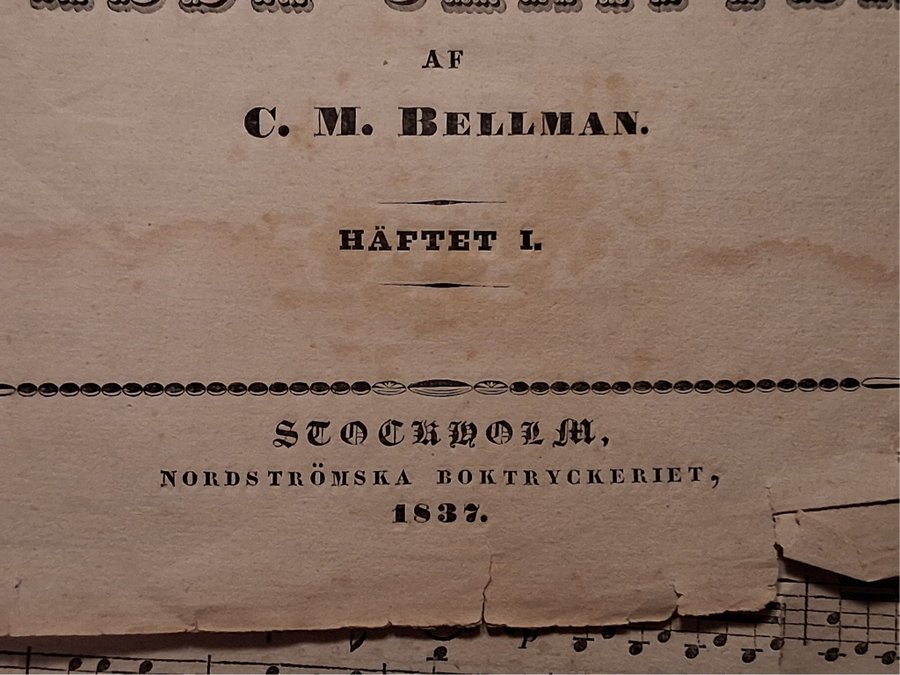 AF
C. M. BELLMAN.
HÄFTET I.
STOCKHOLM,
NORDSTRÖMSKA BOKTRYCKERIET,
1837.
p